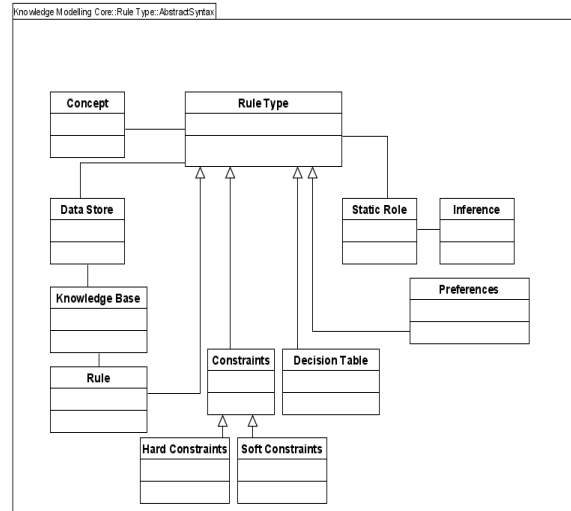 Knowledge Modelling Core::Rule Type::AbstractSyntax
Concept
Rule Type
Data Store
Static Role
Inference
Knowledge Base
Preferences
Rule
Constraints
Decision Table
Hard Constraints
Soft Constraints